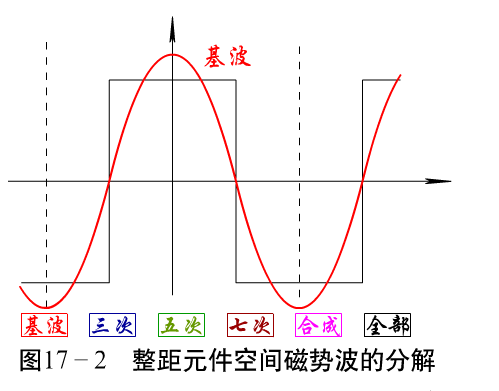 基波
基波 三次 五次 七次 合成 全部
图17－2 整距元件空间磁势波的分解